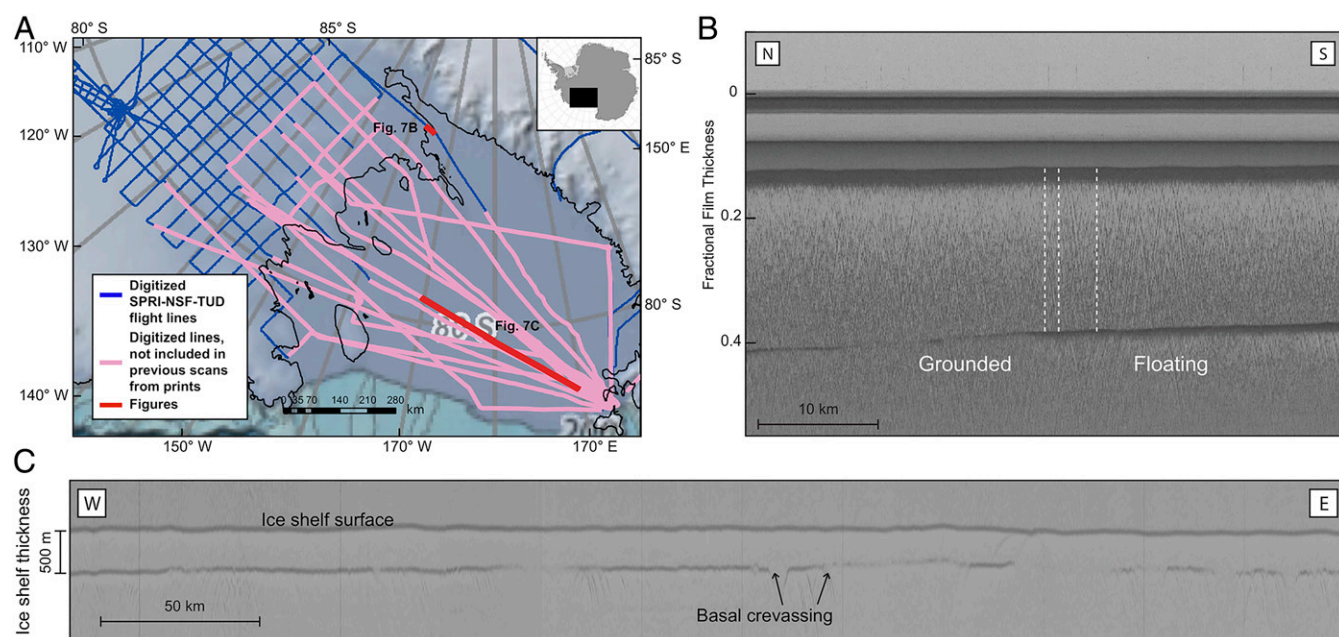 A
80° S
85° S
110° W
120° W
130° W
140° W
85° S
150° E
80° S
Fig. 7B
Fig. 7C
80 S
Digitized
SPRI-NSF-TUD
flight lines
Digitized lines,
not included in
previous scans
from prints
Figures
0 35 70 140 210 280
km
150° W
170° W
170° E
B
N
S
Fractional Film Thickness
0
0.2
0.4
Grounded
Floating
10 km
C
W
E
Ice shelf thickness
500 m
Ice shelf surface
50 km
Basal crevassing